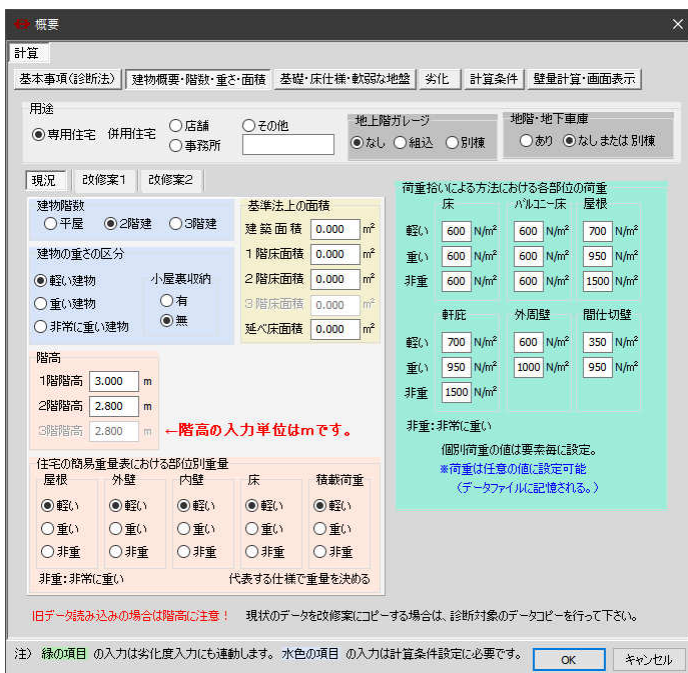 概要
計算
基本事項(診断法) 建物概要・階数・重さ・面積 基礎・床仕様・軟弱な地盤 劣化 計算条件 壁量計算・画面表示
用途
専用住宅 併用住宅 店舗 その他
事務所
地上階ガレージ
なし 組込 別棟
地階・地下車庫
あり なしまたは別棟
現況 改修案1 改修案2
建物階数
平屋 2階建 3階建
建物の重さの区分
軽い建物
重い建物
非常に重い建物
小屋裏収納
有
無
基準法上の面積
建築面積 0.000 m²
1階床面積 0.000 m²
2階床面積 0.000 m²
3階床面積 0.000 m²
延べ床面積 0.000 m²
階高
1階階高 3.000 m
2階階高 2.800 m
3階階高 2.800 m
←階高の入力単位はmです。
住宅の簡易重量表における部位別重量
屋根 外壁 内壁 床 積載荷重
軽い 軽い 軽い 軽い 軽い
重い 重い 重い 重い 重い
非重 非重 非重 非重 非重
非重:非常に重い 代表する仕様で重量を決める
荷重拾いによる方法における各部位の荷重
床 バルコニー床 屋根
軽い 600 N/m² 600 N/m² 700 N/m²
重い 600 N/m² 600 N/m² 950 N/m²
非重 600 N/m² 600 N/m² 1500 N/m²
軒庇 外周壁 間仕切壁
軽い 700 N/m² 600 N/m² 350 N/m²
重い 950 N/m² 1000 N/m² 950 N/m²
非重 1500 N/m²
非重:非常に重い
個別荷重の値は要素毎に設定。
※荷重は任意の値に設定可能
(データファイルに記憶される。)
旧データ読み込みの場合は階高に注意! 現状のデータを改修案にコピーする場合は、診断対象のデータコピーを行って下さい。
注) 緑の項目 の入力は劣化度入力にも連動します。 水色の項目 の入力は計算条件設定に必要です。 OK キャンセル